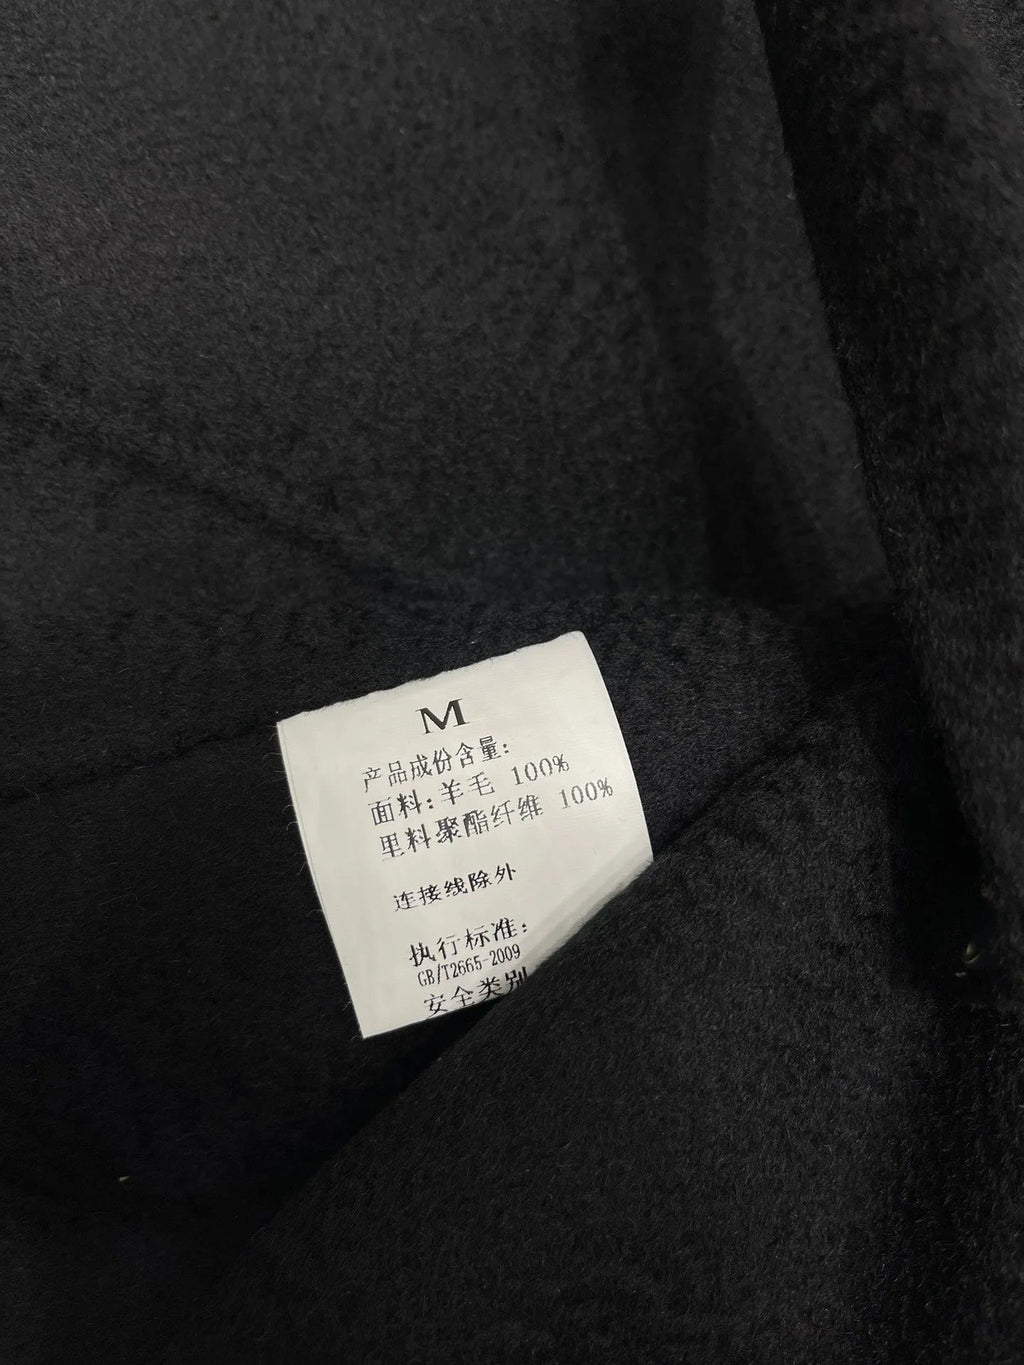 M
产品成份含量:
面料:羊毛 100%
里料聚酯纤维 100%
连接线除外
执行标准:
GB/T2665-2009
安全类别